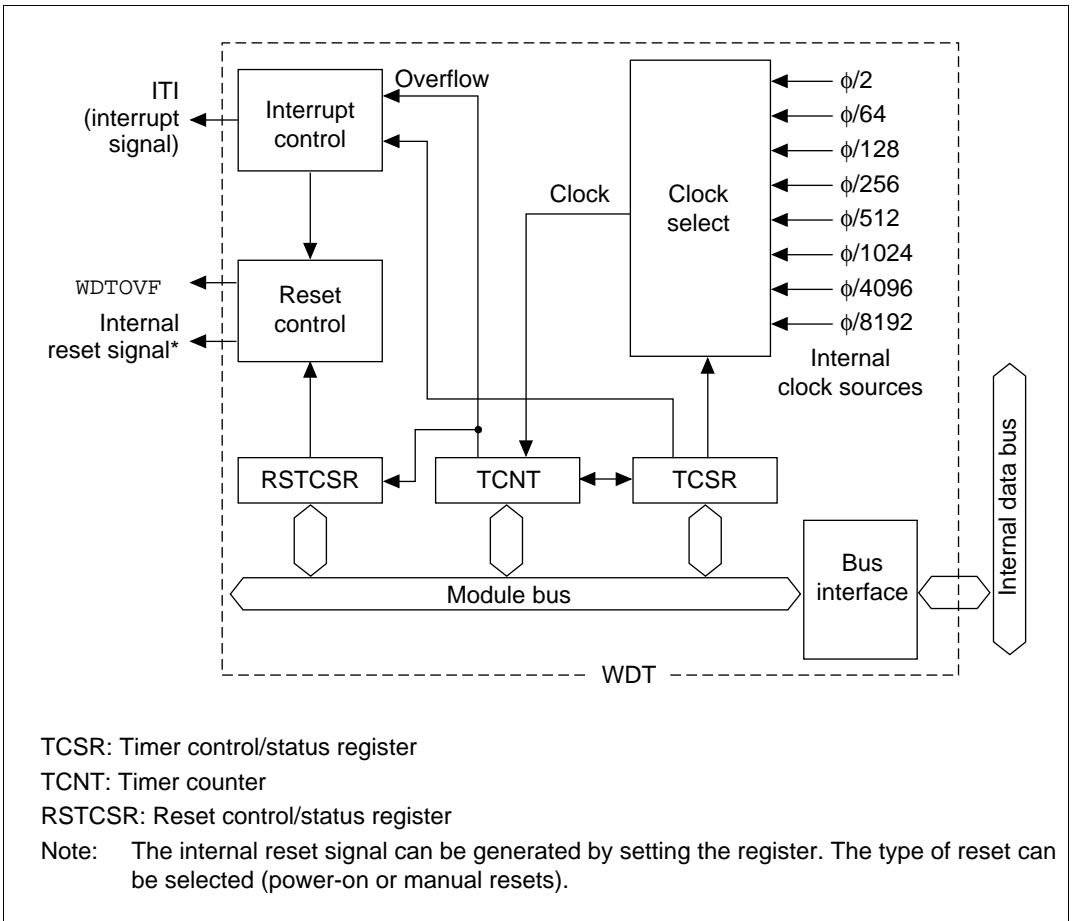 Overflow
ITI
(interrupt
signal)
Interrupt
control
ϕ/2
ϕ/64
ϕ/128
ϕ/256
ϕ/512
ϕ/1024
ϕ/4096
ϕ/8192
Clock
Clock
select
WDTOVF
Internal
reset signal*
Reset
control
Internal
clock sources
RSTCSR
TCNT
TCSR
Module bus
Bus
interface
Internal data bus
WDT
TCSR: Timer control/status register
TCNT: Timer counter
RSTCSR: Reset control/status register
Note: The internal reset signal can be generated by setting the register. The type of reset can
be selected (power-on or manual resets).